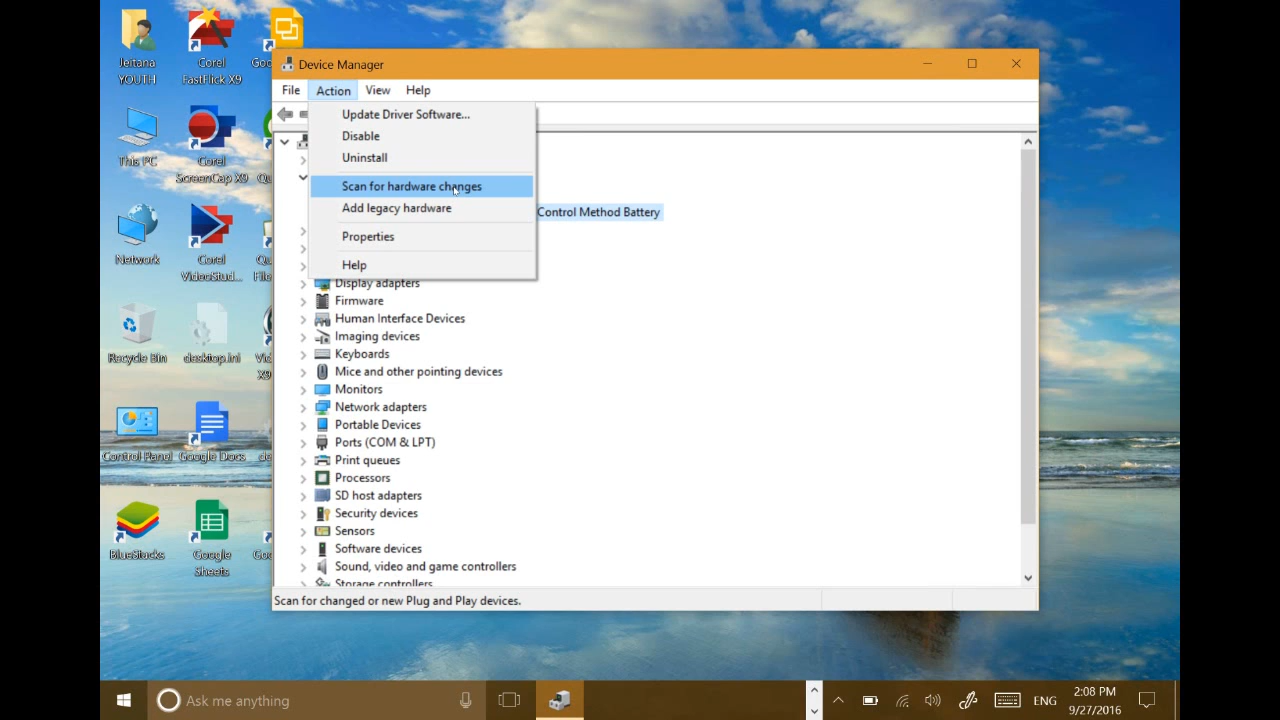 Jeitana
YOUTH
Corel
FastFlick X9
This PC
Corel
ScreenCap X9
Network
Corel
VideoStud...
Recycle Bin
desktop.ini
X9
Control Panel
Google Docs
BlueStacks
Google
Sheets
Device Manager
File Action View Help
Update Driver Software...
Disable
Uninstall
Scan for hardware changes
Add legacy hardware
Properties
Help
Control Method Battery
Display adapters
Firmware
Human Interface Devices
Imaging devices
Keyboards
Mice and other pointing devices
Monitors
Network adapters
Portable Devices
Ports (COM & LPT)
Print queues
Processors
SD host adapters
Security devices
Sensors
Software devices
Sound, video and game controllers
Storage controllers
Scan for changed or new Plug and Play devices.
Ask me anything
ENG
2:08 PM
9/27/2016